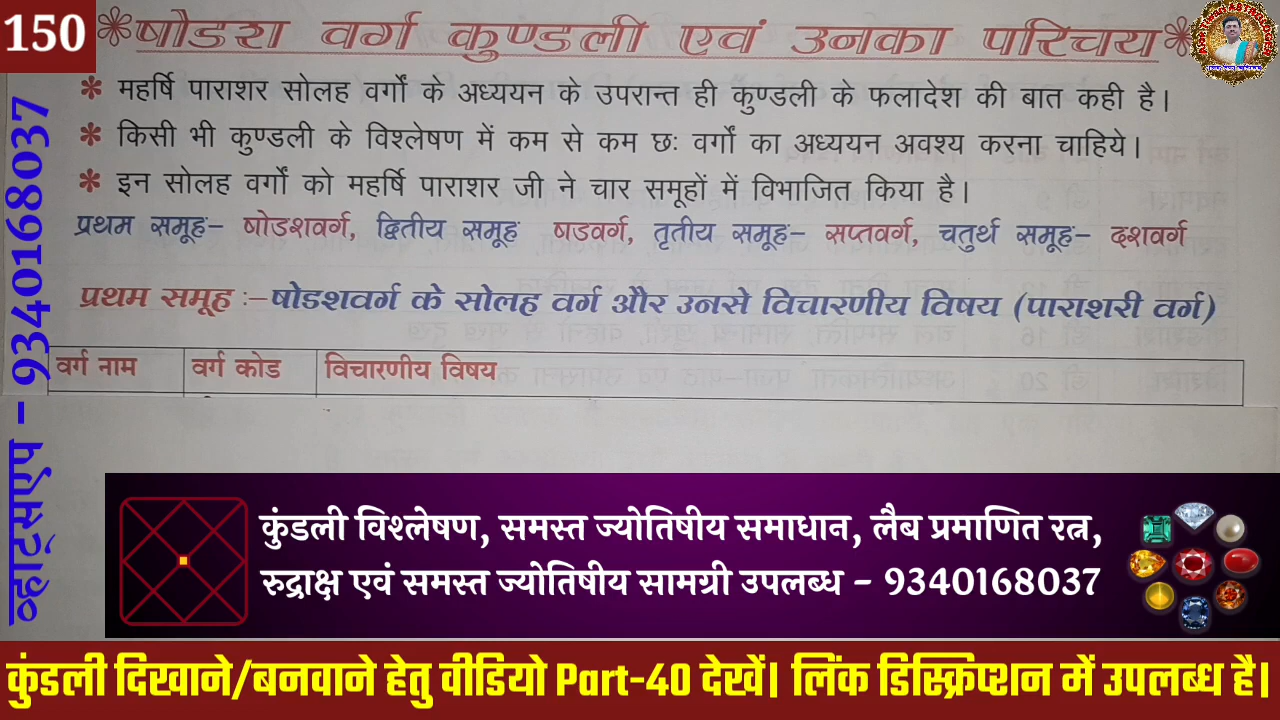 150
षोडश वर्ग कुण्डली एवं उनका परिचय
महर्षि पाराशर सोलह वर्गों के अध्ययन के उपरान्त ही कुण्डली के फलादेश की बात कही है।
किसी भी कुण्डली के विश्लेषण में कम से कम छः वर्गों का अध्ययन अवश्य करना चाहिये।
इन सोलह वर्गों को महर्षि पाराशर जी ने चार समूहों में विभाजित किया है।
प्रथम समूह– षोडशवर्ग, द्वितीय समूह षडवर्ग, तृतीय समूह– सप्तवर्ग, चतुर्थ समूह– दशवर्ग
प्रथम समूह :– षोडशवर्ग के सोलह वर्ग और उनसे विचारणीय विषय (पाराशरी वर्ग)
वर्ग नाम वर्ग कोड विचारणीय विषय
व्हाट्सएप – 9340168037
कुंडली विश्लेषण, समस्त ज्योतिषीय समाधान, लैब प्रमाणित रत्न,
रुद्राक्ष एवं समस्त ज्योतिषीय सामग्री उपलब्ध – 9340168037
कुंडली दिखाने/बनवाने हेतु वीडियो Part-40 देखें। लिंक डिस्क्रिप्शन में उपलब्ध है।